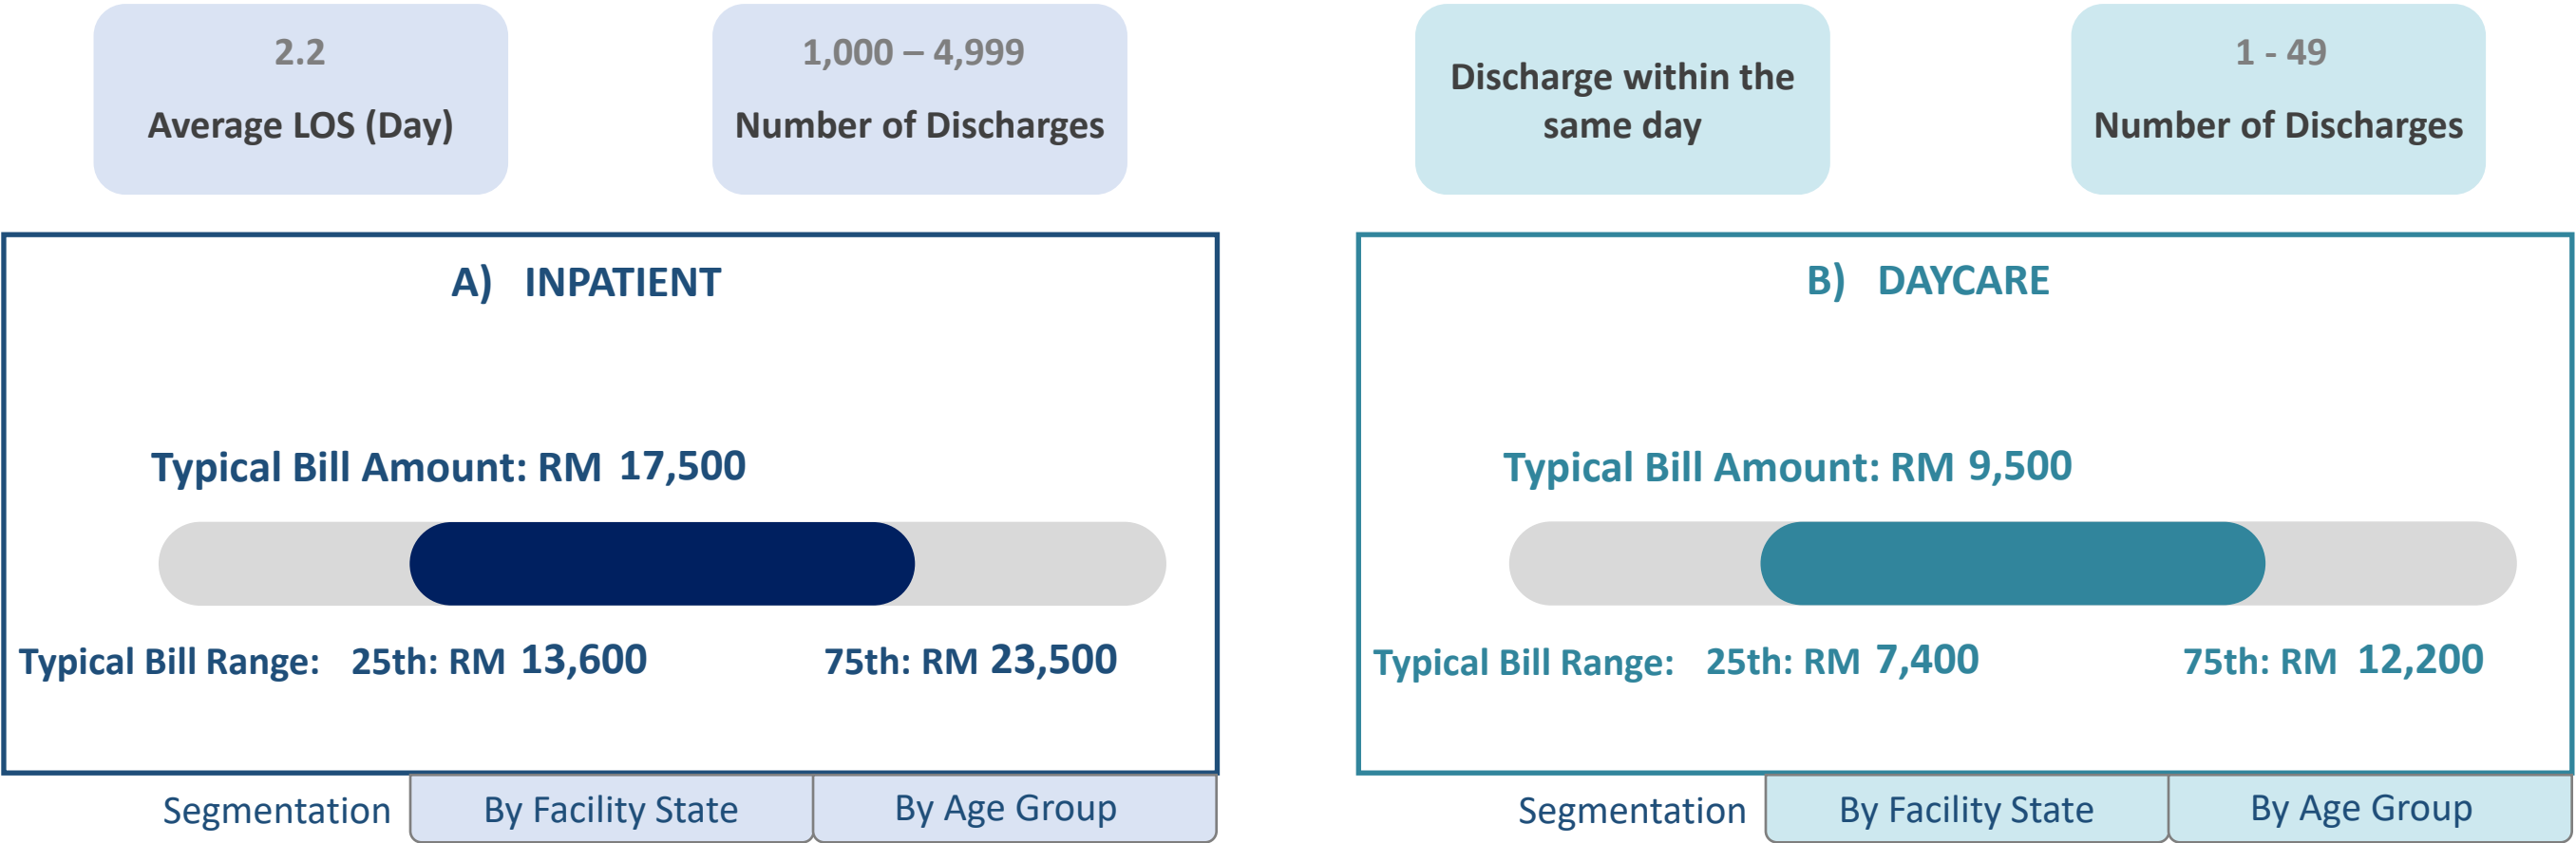 2.2
Average LOS (Day)
1,000 – 4,999
Number of Discharges
Discharge within the
same day
1 - 49
Number of Discharges
A) INPATIENT
Typical Bill Amount: RM 17,500
Typical Bill Range: 25th: RM 13,600 75th: RM 23,500
Segmentation By Facility State By Age Group
B) DAYCARE
Typical Bill Amount: RM 9,500
Typical Bill Range: 25th: RM 7,400 75th: RM 12,200
Segmentation By Facility State By Age Group